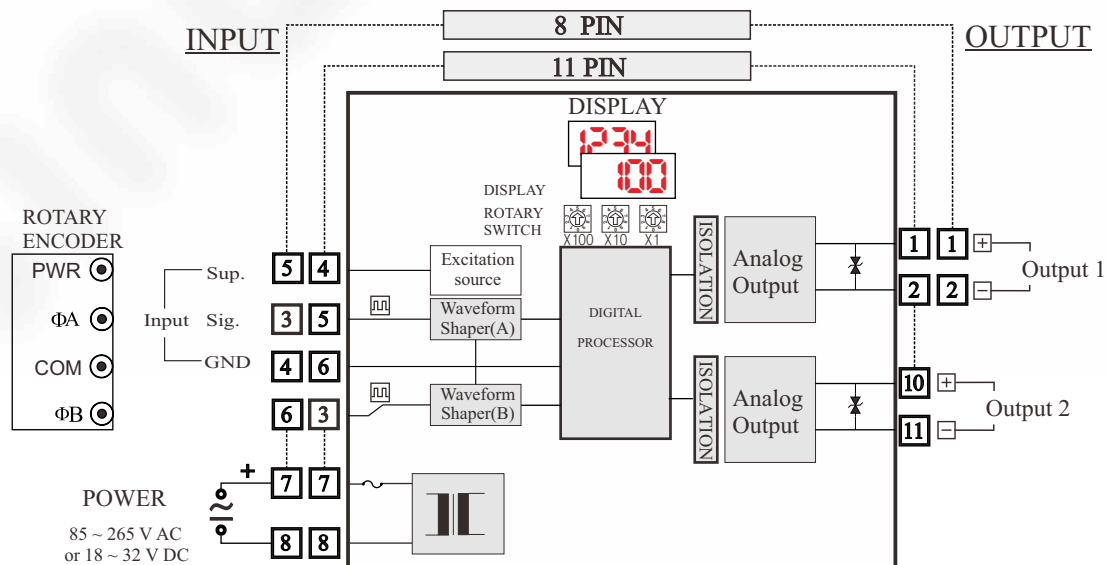 8 PIN
INPUT
OUTPUT
11 PIN
DISPLAY
1234
100
DISPLAY
ROTARY
SWITCH
X100 X10 X1
ROTARY
ENCODER
PWR
ΦA
COM
ΦB
Input
Sup.
Sig.
GND
5 4
3 5
4 6
6 3
7 7
8 8
Excitation
source
Waveform
Shaper(A)
Waveform
Shaper(B)
DIGITAL
PROCESSOR
ISOLATION
Analog
Output
ISOLATION
Analog
Output
1 1 +
2 2 −
Output 1
10 +
11 −
Output 2
+
POWER
85 ~ 265 V AC
or 18 ~ 32 V DC